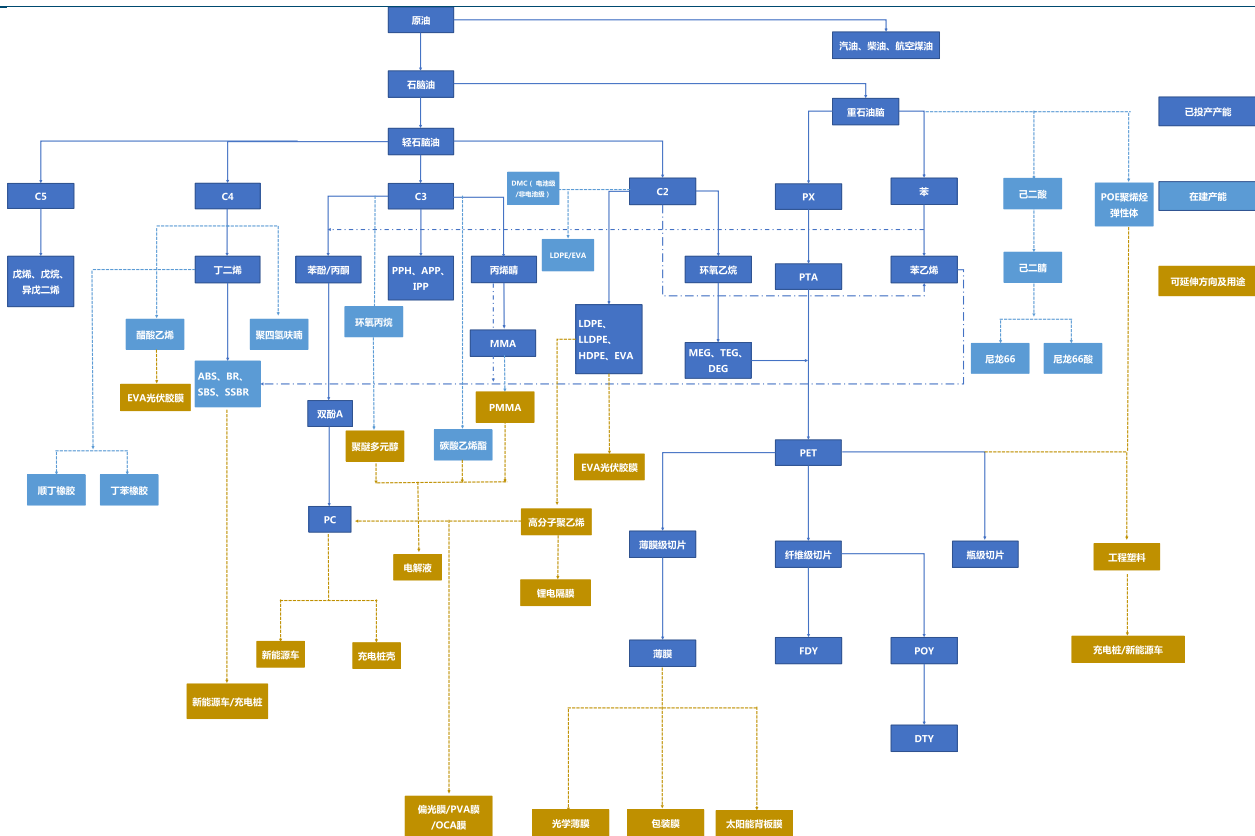 原油
汽油、柴油、航空煤油
石脑油
重石油脑
已投产产能
轻石脑油
C5
C4
C3
DMC（电池级
/非电池级）
C2
PX
苯
己二酸
POE聚烯烃
弹性体
在建产能
戊烯、戊烷、
异戊二烯
丁二烯
苯酚/丙酮
PPH、APP、
IPP
丙烯腈
LDPE/EVA
环氧乙烷
PTA
苯乙烯
己二腈
可延伸方向及用途
醋酸乙烯
聚四氢呋喃
环氧丙烷
MMA
LDPE、
LLDPE、
HDPE、EVA
MEG、TEG、
DEG
尼龙66
尼龙66酸
EVA光伏胶膜
ABS、BR、
SBS、SSBR
双酚A
PMMA
聚醚多元醇
碳酸乙烯酯
EVA光伏胶膜
PET
顺丁橡胶
丁苯橡胶
PC
高分子聚乙烯
薄膜级切片
纤维级切片
瓶级切片
工程塑料
电解液
锂电隔膜
新能源车
充电桩壳
薄膜
FDY
POY
充电桩/新能源车
新能源车/充电桩
DTY
偏光膜/PVA膜
/OCA膜
光学薄膜
包装膜
太阳能背板膜